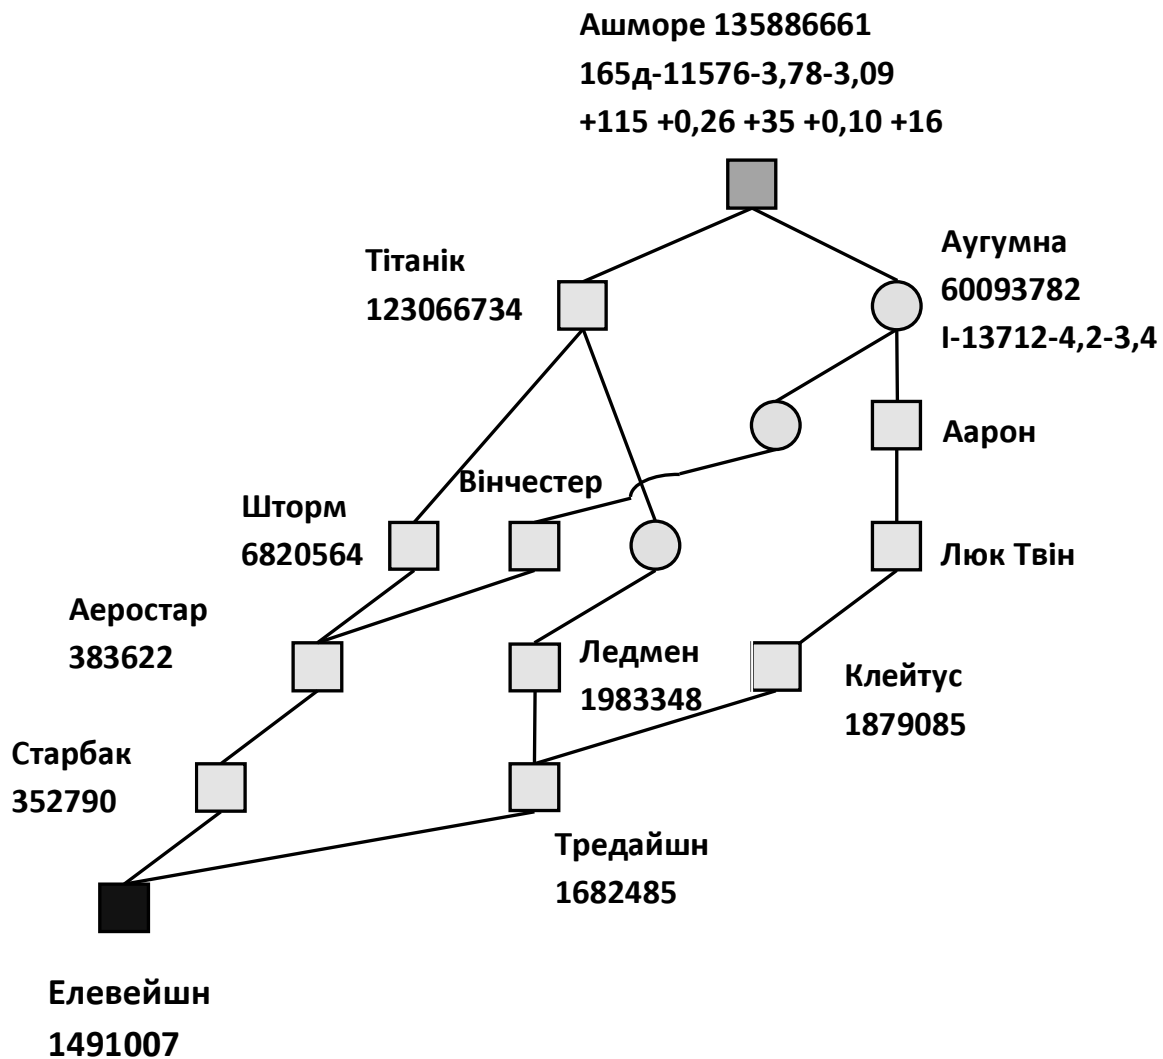 Ашморе 135886661
165д-11576-3,78-3,09
+115 +0,26 +35 +0,10 +16
Аугумна
60093782
І-13712-4,2-3,4
Тітанік
123066734
Аарон
Вінчестер
Шторм
6820564
Люк Твін
Аеростар
383622
Ледмен
1983348
Клейтус
1879085
Старбак
352790
Тредайшн
1682485
Елевейшн
1491007